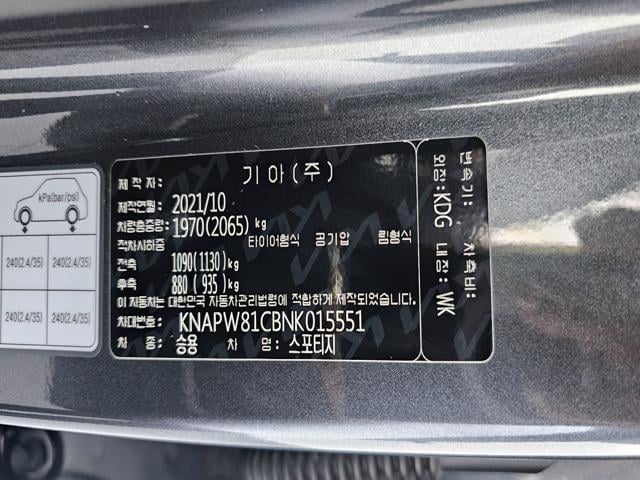 kPa(bar/psi)
240(2.4/35) 240(2.4/35)
240(2.4/35) 240(2.4/35)
제 작 자 : 기 아 ( 주 )
제작연월 : 2021/10
차량총중량 : 1970(2065) kg
적차시하중 타이어형식 공기압 림형식
전축 1090(1130)kg
후축 880 ( 935)kg
이 자동차는 대한민국 자동차관리법령에 적합하게 제작되었습니다.
차대번호 : KNAPW81CBNK015551
차 종 : 승용 차 명 : 스포티지
변속기 : 차축비 :
외장 : KDG 내장 : WK